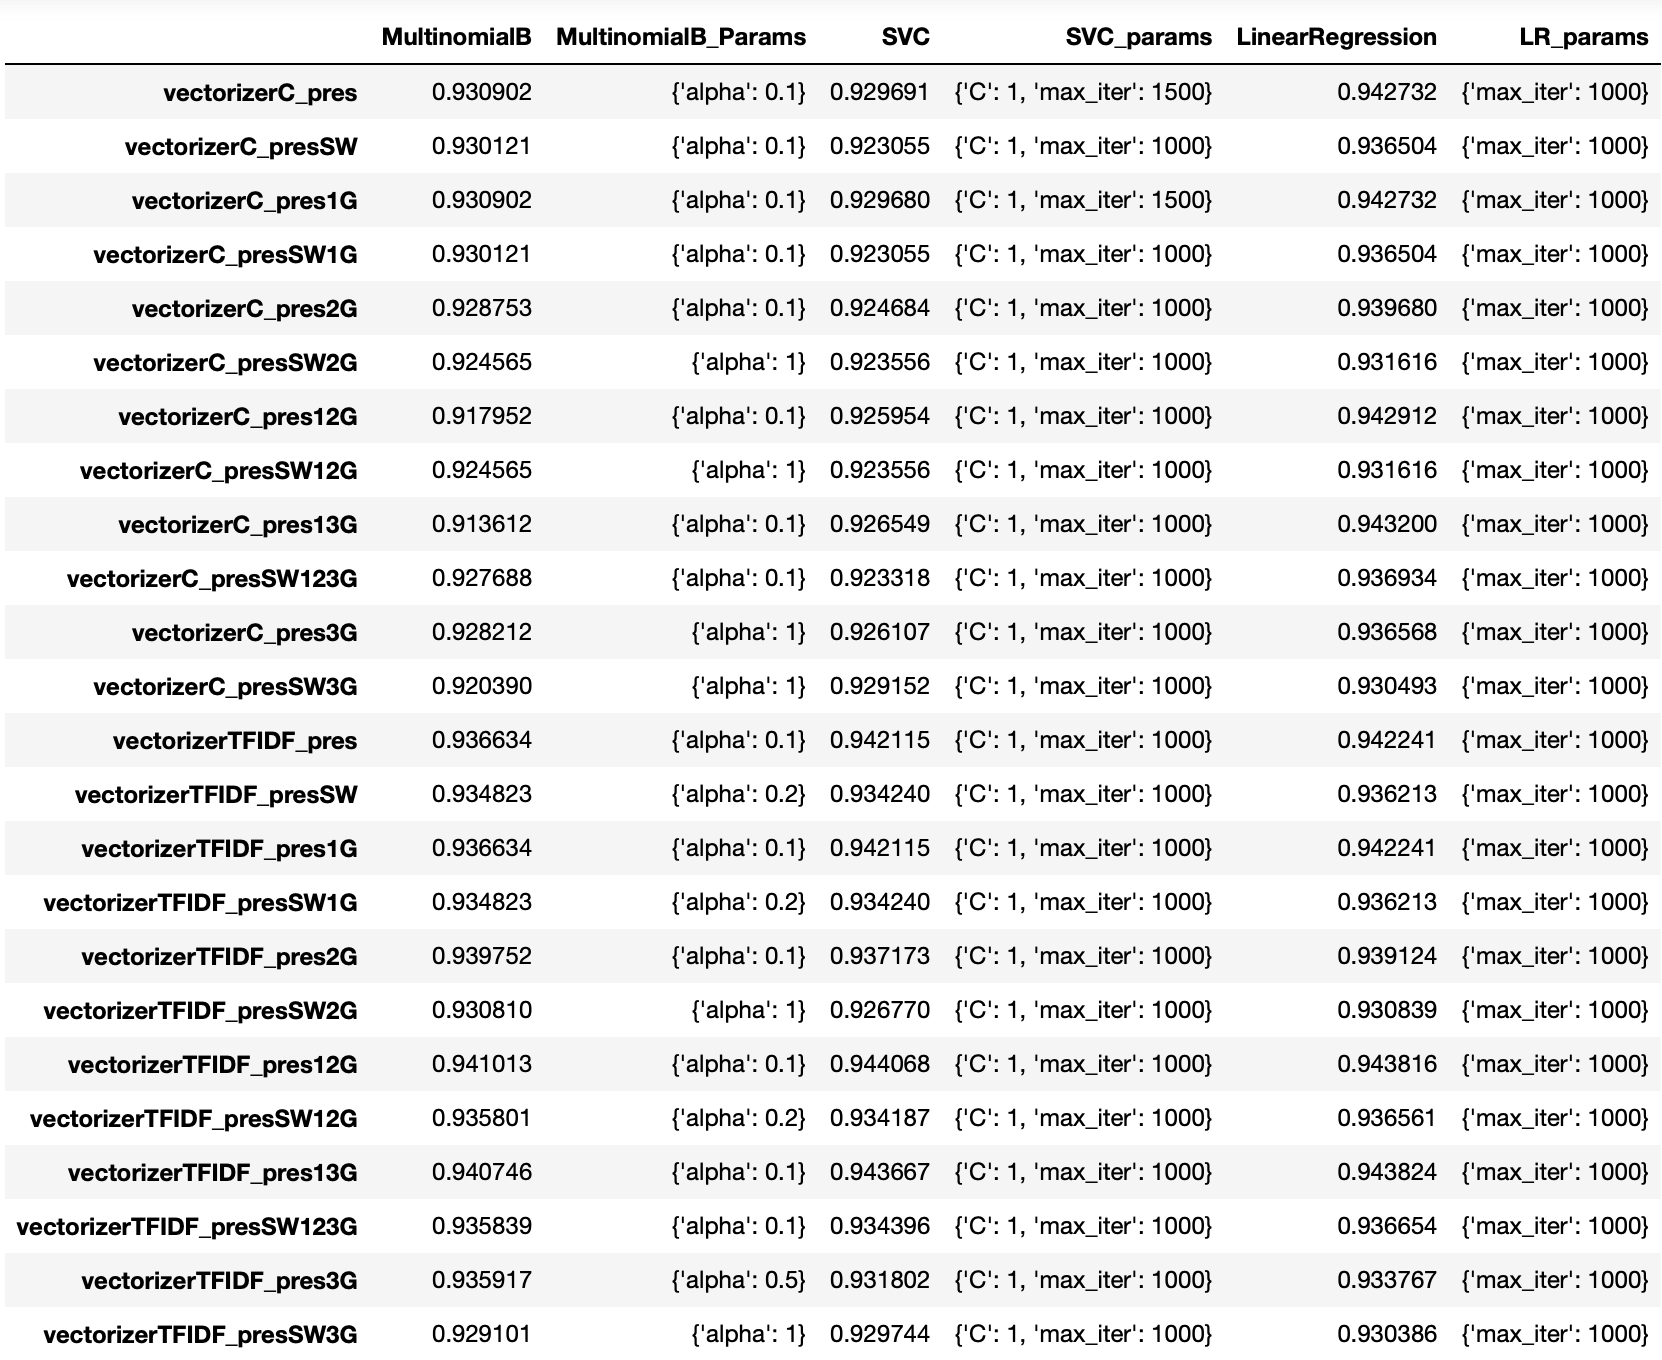 MultinomialB MultinomialB_Params SVC SVC_params LinearRegression LR_params
vectorizerC_pres 0.930902 {'alpha': 0.1} 0.929691 {'C': 1, 'max_iter': 1500} 0.942732 {'max_iter': 1000}
vectorizerC_presSW 0.930121 {'alpha': 0.1} 0.923055 {'C': 1, 'max_iter': 1000} 0.936504 {'max_iter': 1000}
vectorizerC_pres1G 0.930902 {'alpha': 0.1} 0.929680 {'C': 1, 'max_iter': 1500} 0.942732 {'max_iter': 1000}
vectorizerC_presSW1G 0.930121 {'alpha': 0.1} 0.923055 {'C': 1, 'max_iter': 1000} 0.936504 {'max_iter': 1000}
vectorizerC_pres2G 0.928753 {'alpha': 0.1} 0.924684 {'C': 1, 'max_iter': 1000} 0.939680 {'max_iter': 1000}
vectorizerC_presSW2G 0.924565 {'alpha': 1} 0.923556 {'C': 1, 'max_iter': 1000} 0.931616 {'max_iter': 1000}
vectorizerC_pres12G 0.917952 {'alpha': 0.1} 0.925954 {'C': 1, 'max_iter': 1000} 0.942912 {'max_iter': 1000}
vectorizerC_presSW12G 0.924565 {'alpha': 1} 0.923556 {'C': 1, 'max_iter': 1000} 0.931616 {'max_iter': 1000}
vectorizerC_pres13G 0.913612 {'alpha': 0.1} 0.926549 {'C': 1, 'max_iter': 1000} 0.943200 {'max_iter': 1000}
vectorizerC_presSW123G 0.927688 {'alpha': 0.1} 0.923318 {'C': 1, 'max_iter': 1000} 0.936934 {'max_iter': 1000}
vectorizerC_pres3G 0.928212 {'alpha': 1} 0.926107 {'C': 1, 'max_iter': 1000} 0.936568 {'max_iter': 1000}
vectorizerC_presSW3G 0.920390 {'alpha': 1} 0.929152 {'C': 1, 'max_iter': 1000} 0.930493 {'max_iter': 1000}
vectorizerTFIDF_pres 0.936634 {'alpha': 0.1} 0.942115 {'C': 1, 'max_iter': 1000} 0.942241 {'max_iter': 1000}
vectorizerTFIDF_presSW 0.934823 {'alpha': 0.2} 0.934240 {'C': 1, 'max_iter': 1000} 0.936213 {'max_iter': 1000}
vectorizerTFIDF_pres1G 0.936634 {'alpha': 0.1} 0.942115 {'C': 1, 'max_iter': 1000} 0.942241 {'max_iter': 1000}
vectorizerTFIDF_presSW1G 0.934823 {'alpha': 0.2} 0.934240 {'C': 1, 'max_iter': 1000} 0.936213 {'max_iter': 1000}
vectorizerTFIDF_pres2G 0.939752 {'alpha': 0.1} 0.937173 {'C': 1, 'max_iter': 1000} 0.939124 {'max_iter': 1000}
vectorizerTFIDF_presSW2G 0.930810 {'alpha': 1} 0.926770 {'C': 1, 'max_iter': 1000} 0.930839 {'max_iter': 1000}
vectorizerTFIDF_pres12G 0.941013 {'alpha': 0.1} 0.944068 {'C': 1, 'max_iter': 1000} 0.943816 {'max_iter': 1000}
vectorizerTFIDF_presSW12G 0.935801 {'alpha': 0.2} 0.934187 {'C': 1, 'max_iter': 1000} 0.936561 {'max_iter': 1000}
vectorizerTFIDF_pres13G 0.940746 {'alpha': 0.1} 0.943667 {'C': 1, 'max_iter': 1000} 0.943824 {'max_iter': 1000}
vectorizerTFIDF_presSW123G 0.935839 {'alpha': 0.1} 0.934396 {'C': 1, 'max_iter': 1000} 0.936654 {'max_iter': 1000}
vectorizerTFIDF_pres3G 0.935917 {'alpha': 0.5} 0.931802 {'C': 1, 'max_iter': 1000} 0.933767 {'max_iter': 1000}
vectorizerTFIDF_presSW3G 0.929101 {'alpha': 1} 0.929744 {'C': 1, 'max_iter': 1000} 0.930386 {'max_iter': 1000}